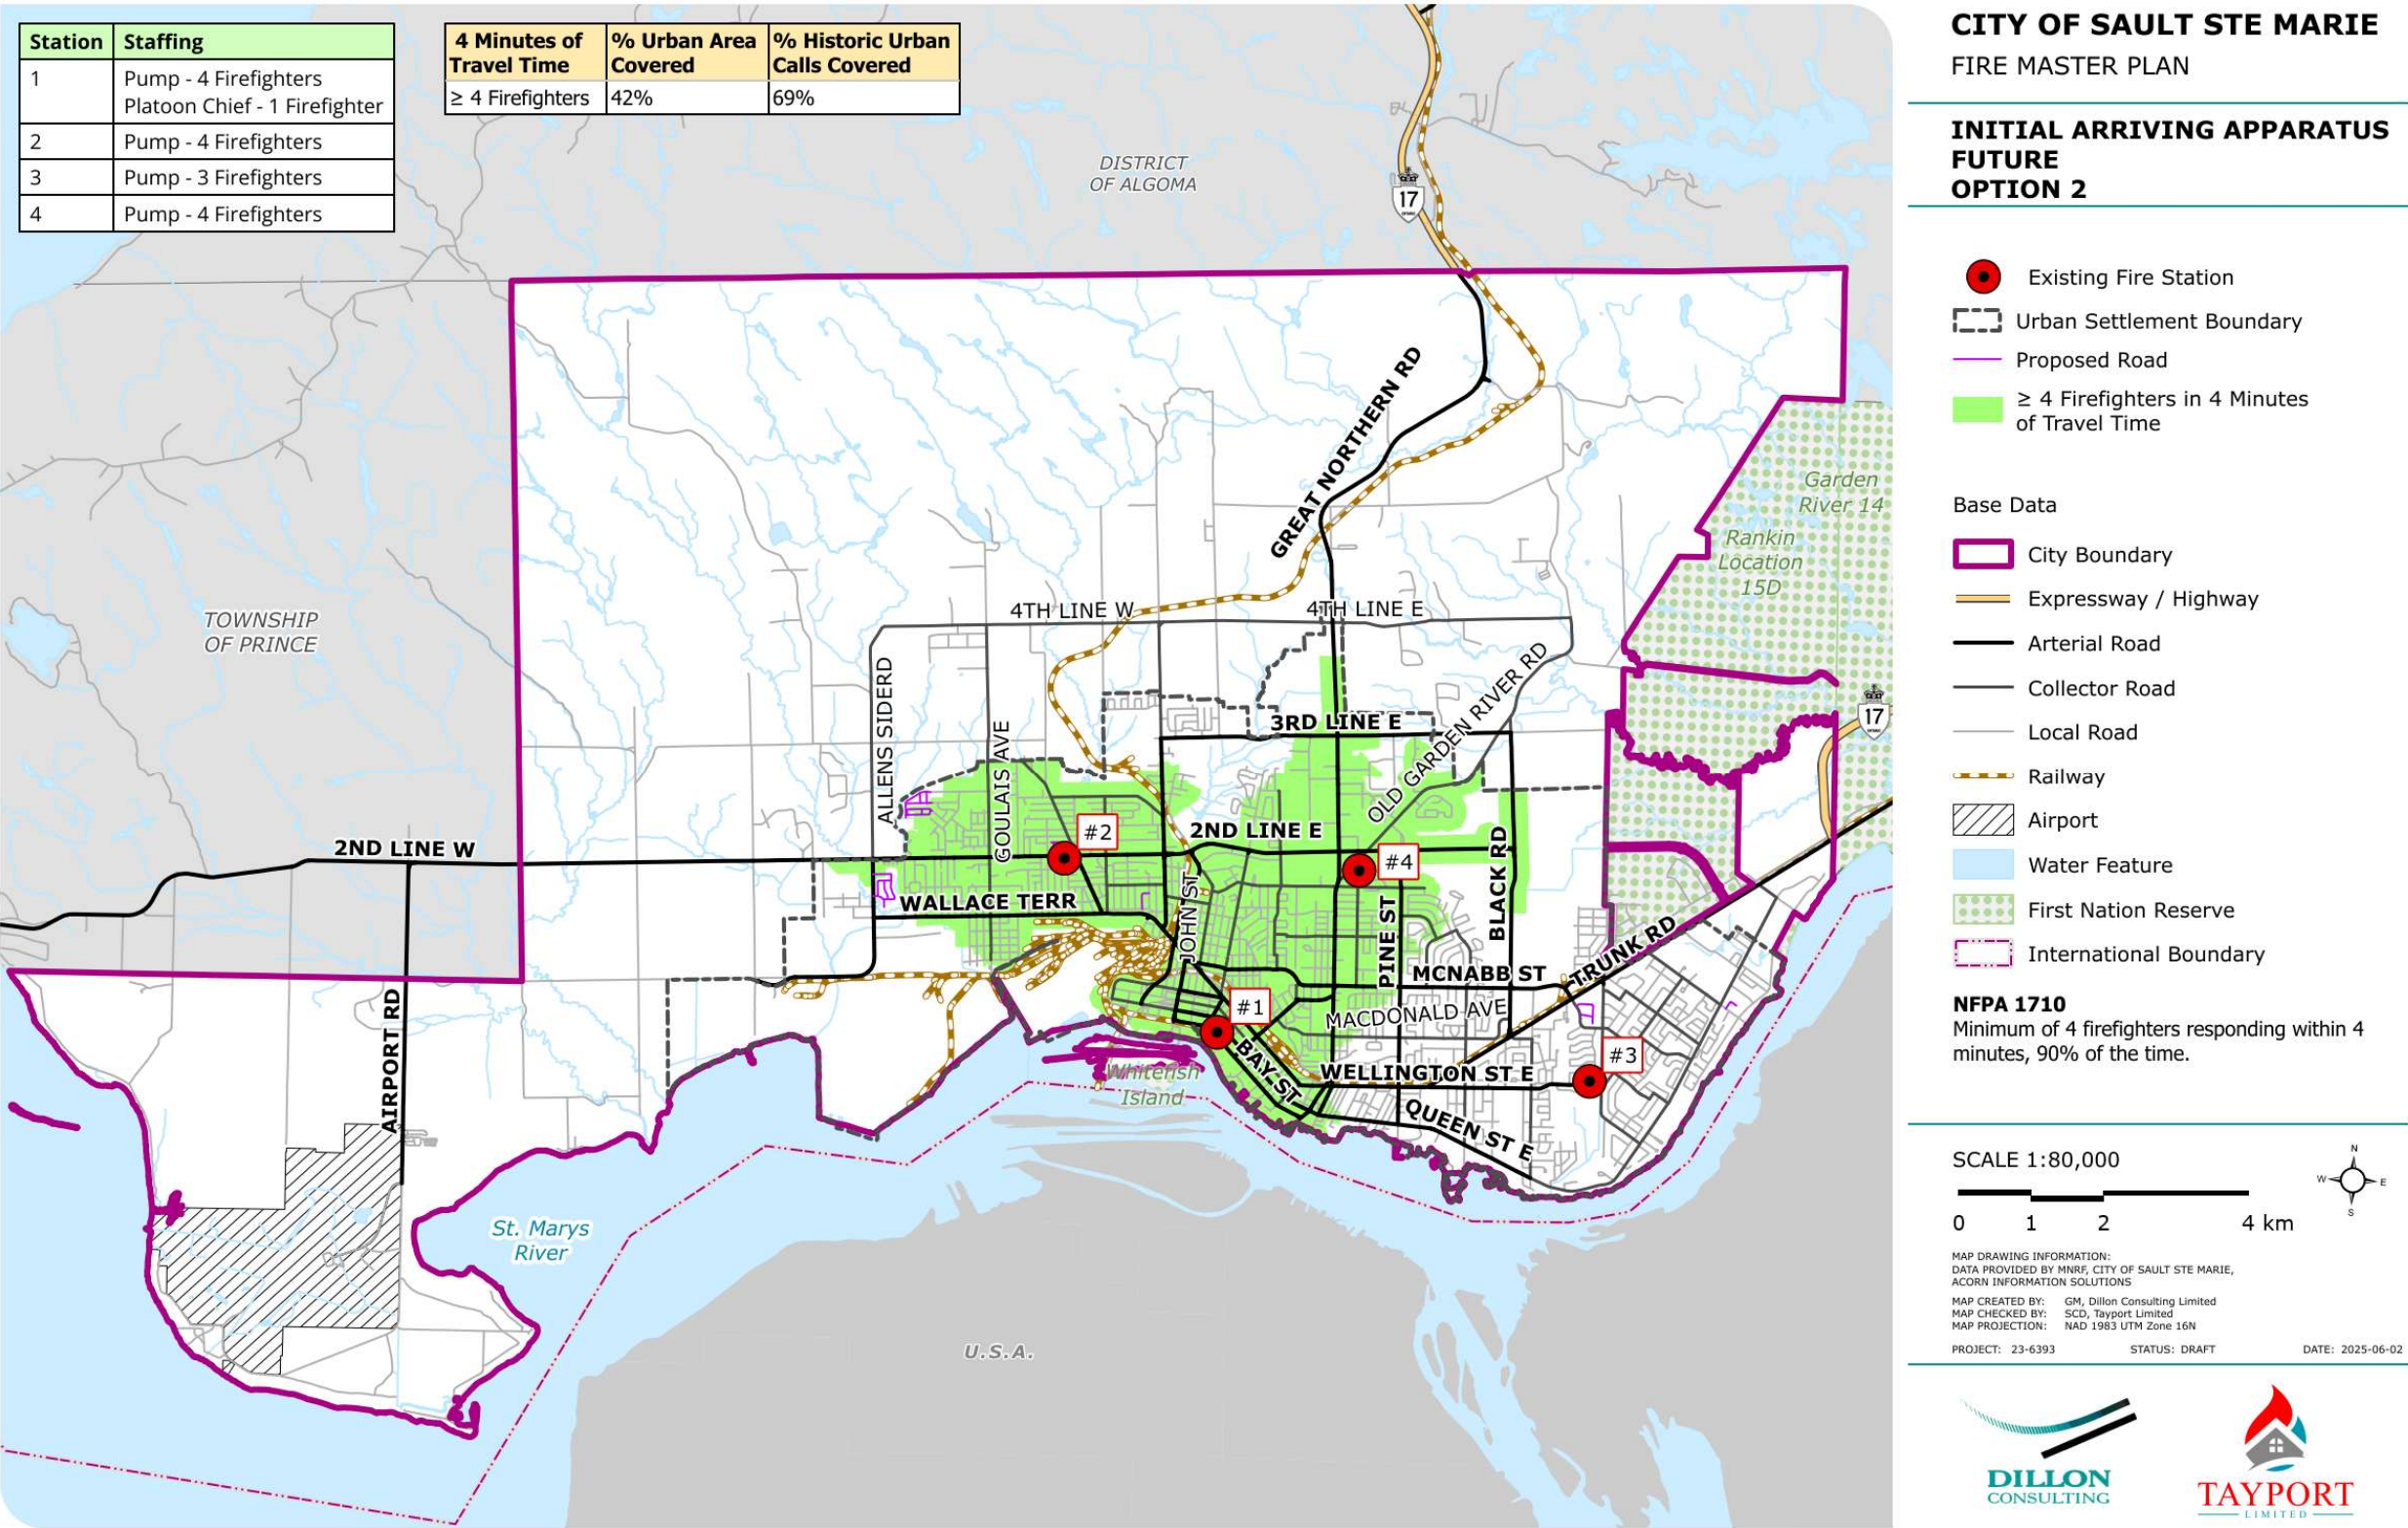 Station Staffing
1 Pump - 4 Firefighters
Platoon Chief - 1 Firefighter
2 Pump - 4 Firefighters
3 Pump - 3 Firefighters
4 Pump - 4 Firefighters
4 Minutes of Travel Time % Urban Area Covered % Historic Urban Calls Covered
≥ 4 Firefighters 42% 69%
DISTRICT
OF ALGOMA
17
GREAT NORTHERN RD
Garden
River 14
Rankin
Location
15D
TOWNSHIP
OF PRINCE
4TH LINE W
4TH LINE E
ALLENS SIDERD
GOULAIS AVE
3RD LINE E
OLD GARDEN RIVER RD
17
2ND LINE W
#2
2ND LINE E
#4
BLACK RD
WALLACE TERR
JOHN ST
PINE ST
MCNABB ST
TRUNK RD
AIRPORT RD
#1
MACDONALD AVE
#3
BAY ST
WELLINGTON ST E
Whitefish
Island
QUEEN ST E
St. Marys
River
U.S.A.
CITY OF SAULT STE MARIE
FIRE MASTER PLAN
INITIAL ARRIVING APPARATUS
FUTURE
OPTION 2
Existing Fire Station
Urban Settlement Boundary
Proposed Road
≥ 4 Firefighters in 4 Minutes
of Travel Time
Base Data
City Boundary
Expressway / Highway
Arterial Road
Collector Road
Local Road
Railway
Airport
Water Feature
First Nation Reserve
International Boundary
NFPA 1710
Minimum of 4 firefighters responding within 4
minutes, 90% of the time.
SCALE 1:80,000
N
W E
S
0 1 2 4 km
MAP DRAWING INFORMATION:
DATA PROVIDED BY MNRF, CITY OF SAULT STE MARIE,
ACORN INFORMATION SOLUTIONS
MAP CREATED BY: GM, Dillon Consulting Limited
MAP CHECKED BY: SCD, Tayport Limited
MAP PROJECTION: NAD 1983 UTM Zone 16N
PROJECT: 23-6393 STATUS: DRAFT DATE: 2025-06-02
DILLON
CONSULTING
TAYPORT
LIMITED